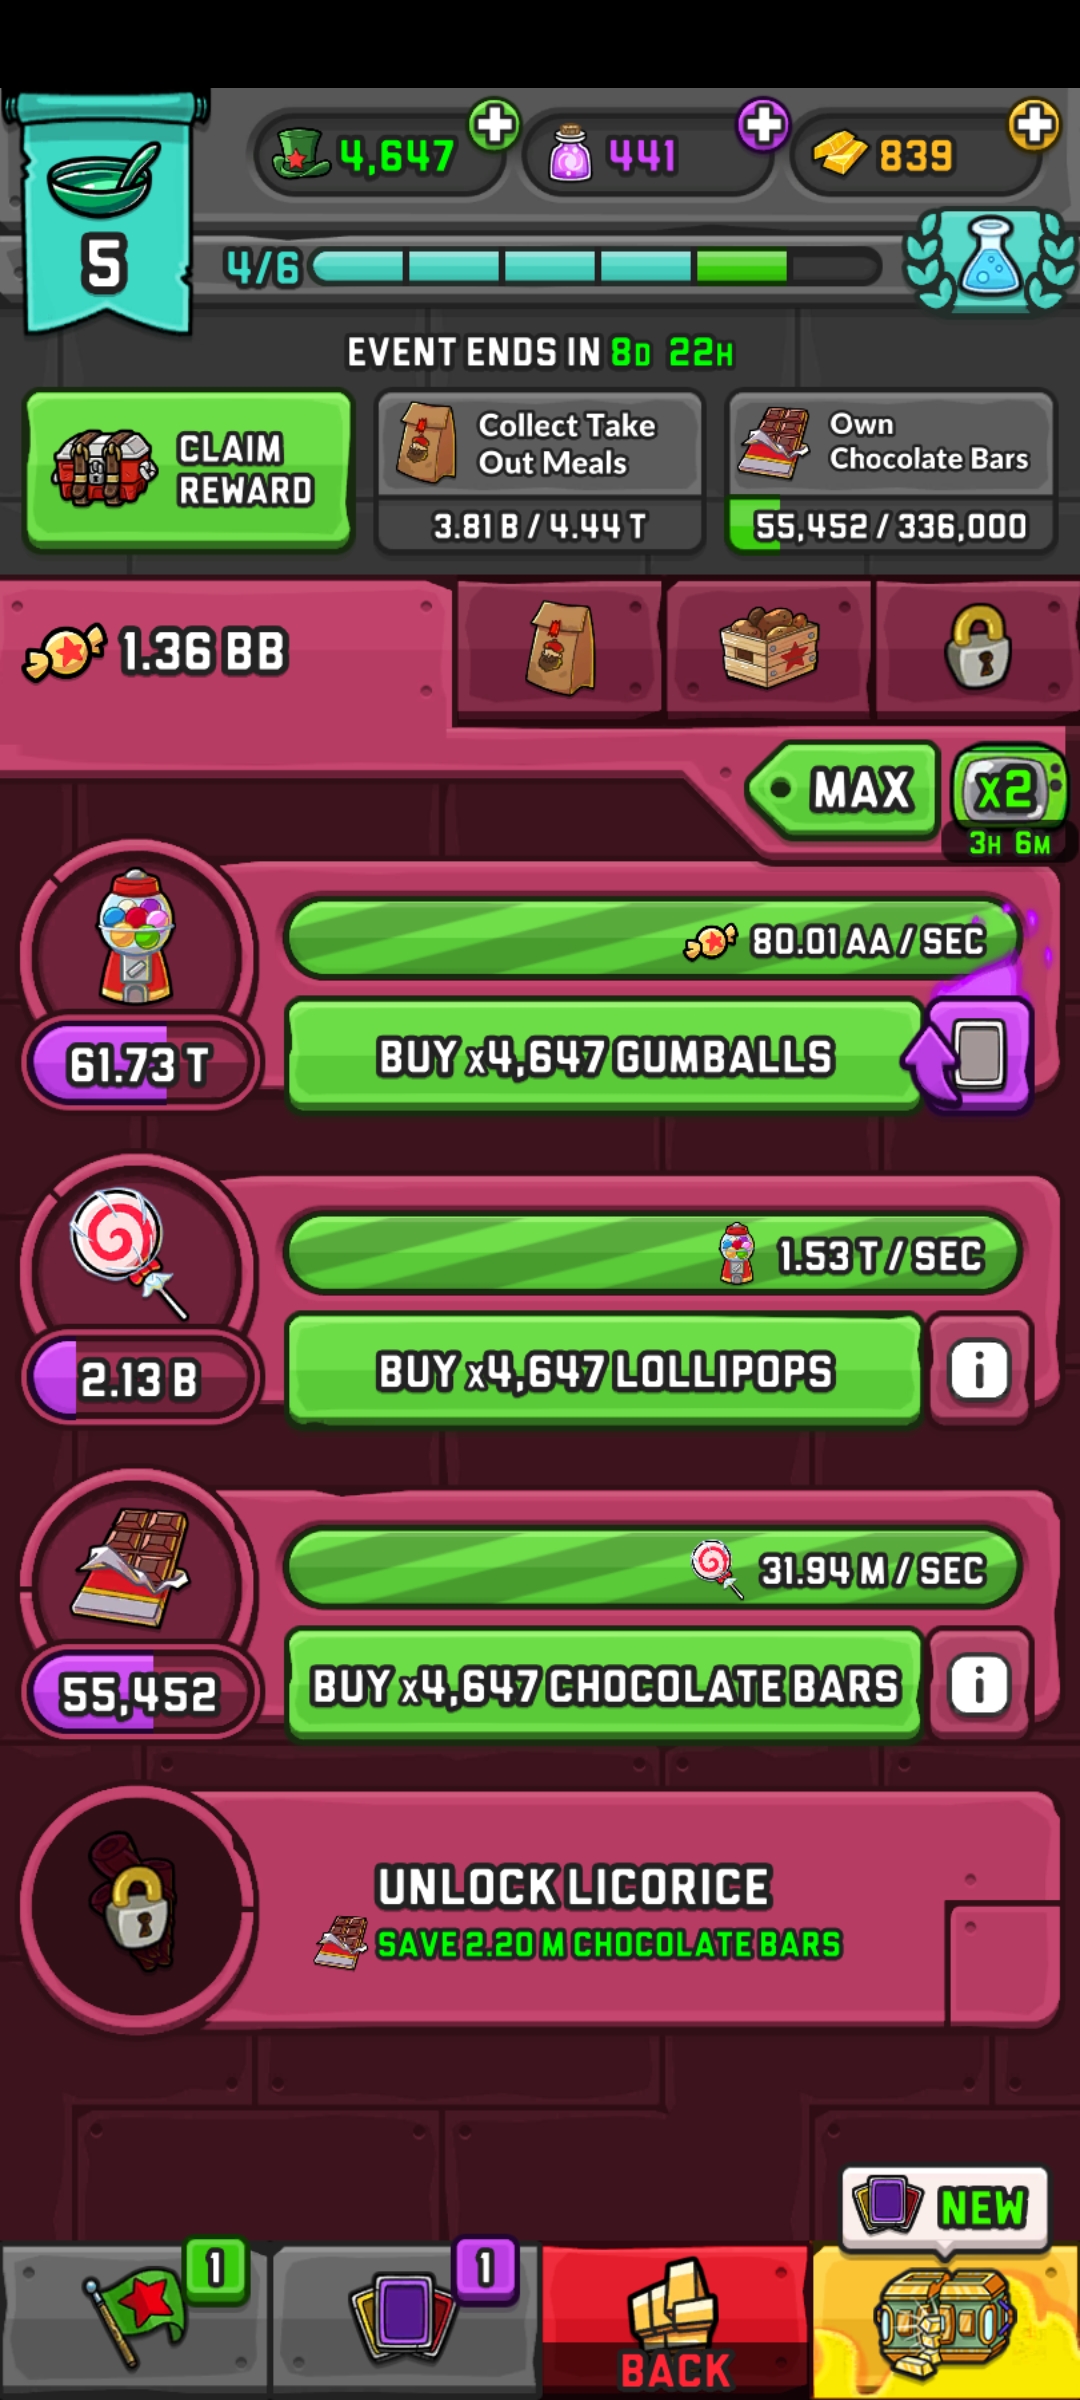 4,647
441
839
5
4/6
EVENT ENDS IN 8D 22H
CLAIM
REWARD
Collect Take
Out Meals
3.81 B / 4.44 T
Own
Chocolate Bars
55,452 / 336,000
1.36 BB
MAX
x2
3H 6M
80.01 AA / SEC
61.73 T
BUY x4,647 GUMBALLS
1.53 T / SEC
2.13 B
BUY x4,647 LOLLIPOPS
i
31.94 M / SEC
55,452
BUY x4,647 CHOCOLATE BARS
i
UNLOCK LICORICE
SAVE 2.20 M CHOCOLATE BARS
NEW
1
1
BACK